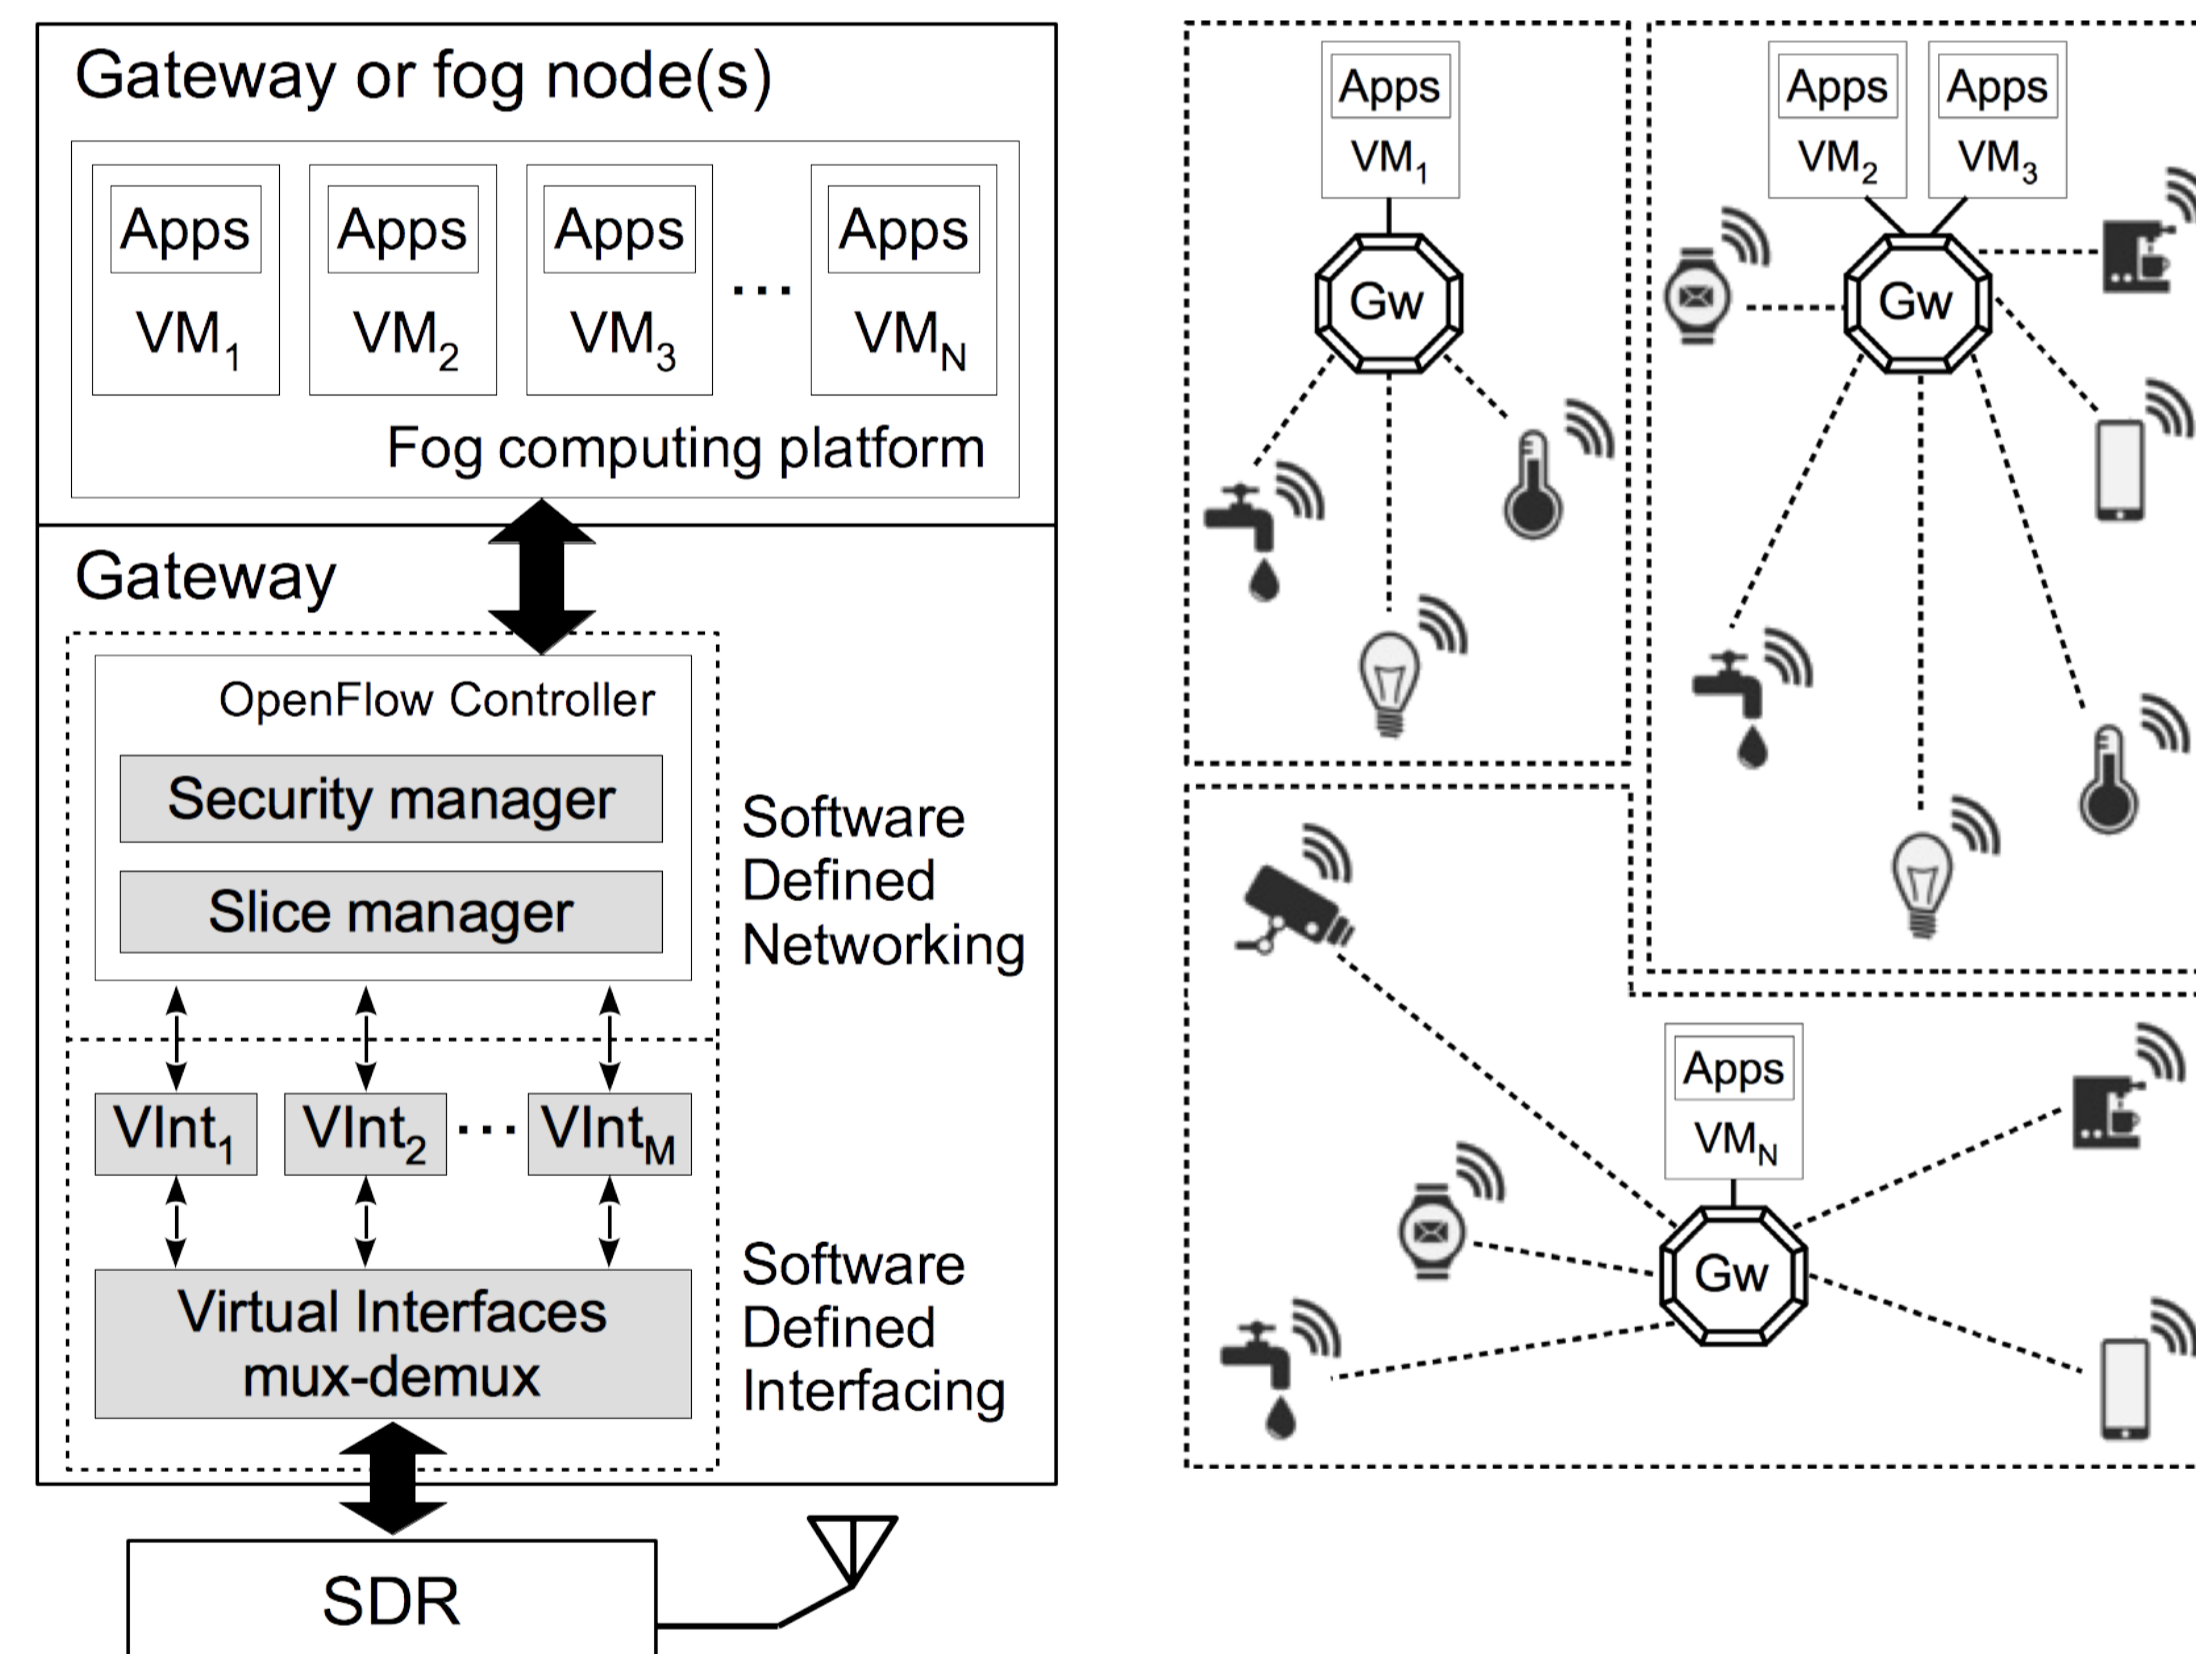 Gateway or fog node(s)
Apps
VM1
Apps
VM2
Apps
VM3
...
Apps
VMN
Fog computing platform
Gateway
OpenFlow Controller
Security manager
Slice manager
Software
Defined
Networking
VInt1
VInt2
...
VIntM
Virtual Interfaces
mux-demux
Software
Defined
Interfacing
SDR
Apps
VM1
Gw
Apps
VM2
Apps
VM3
Gw
Apps
VMN
Gw